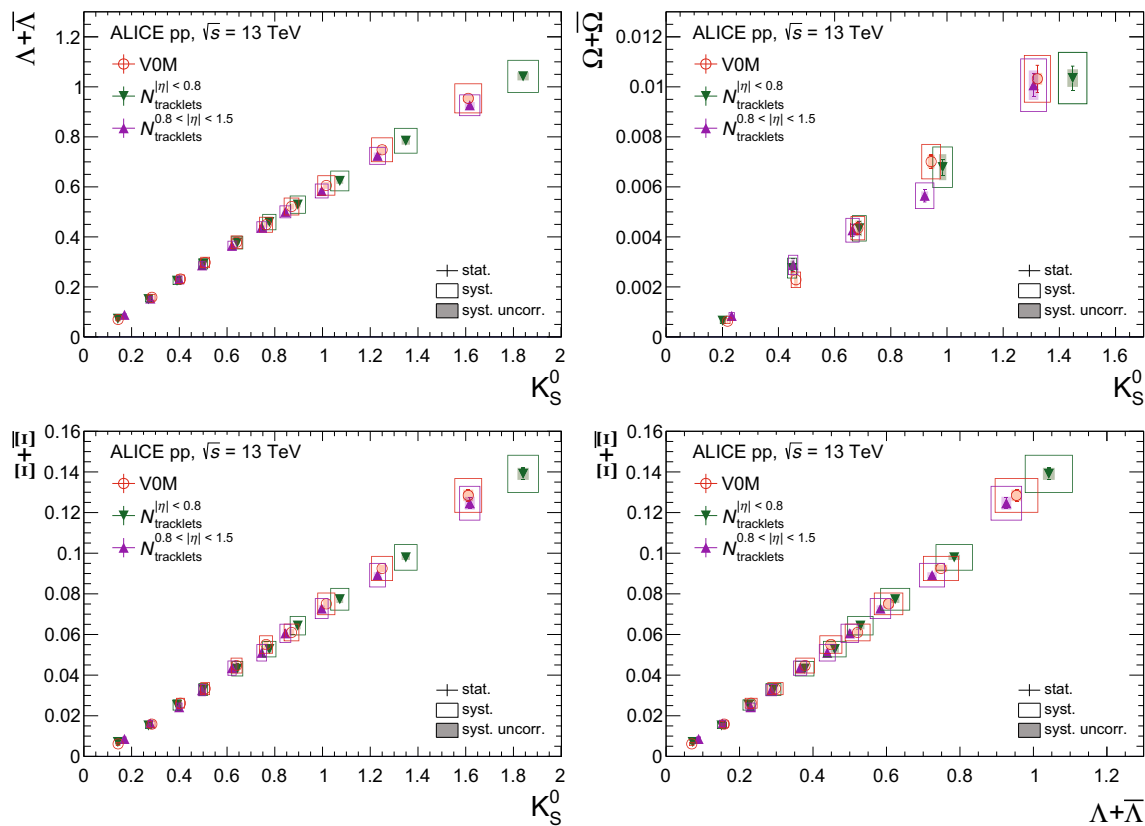 Λ+Λ̅
1.2
1
0.8
0.6
0.4
0.2
0
ALICE pp, √s = 13 TeV
V0M
N|η| < 0.8 tracklets
N0.8 < |η| < 1.5 tracklets
stat.
syst.
syst. uncorr.
0 0.2 0.4 0.6 0.8 1 1.2 1.4 1.6 1.8 2
K0S
Ω+Ω̅
0.012
0.01
0.008
0.006
0.004
0.002
0
ALICE pp, √s = 13 TeV
V0M
N|η| < 0.8 tracklets
N0.8 < |η| < 1.5 tracklets
stat.
syst.
syst. uncorr.
0 0.2 0.4 0.6 0.8 1 1.2 1.4 1.6
K0S
Ξ+Ξ̅
0.16
0.14
0.12
0.1
0.08
0.06
0.04
0.02
0
ALICE pp, √s = 13 TeV
V0M
N|η| < 0.8 tracklets
N0.8 < |η| < 1.5 tracklets
stat.
syst.
syst. uncorr.
0 0.2 0.4 0.6 0.8 1 1.2 1.4 1.6 1.8 2
K0S
Ξ+Ξ̅
0.16
0.14
0.12
0.1
0.08
0.06
0.04
0.02
0
ALICE pp, √s = 13 TeV
V0M
N|η| < 0.8 tracklets
N0.8 < |η| < 1.5 tracklets
stat.
syst.
syst. uncorr.
0 0.2 0.4 0.6 0.8 1 1.2
Λ+Λ̅